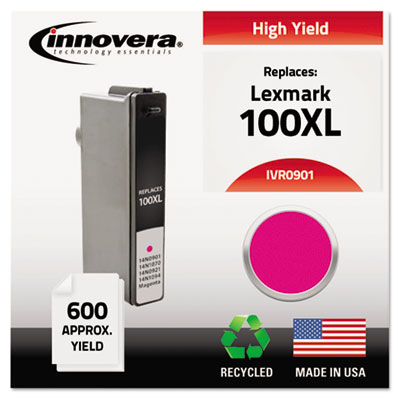 innovera®
technology essentials
High Yield
Replaces:
Lexmark
100XL
IVR0901
REPLACES
100XL
14N0901
14N1070
14N0921
14N1094
Magenta
600
APPROX.
YIELD
RECYCLED
MADE IN USA